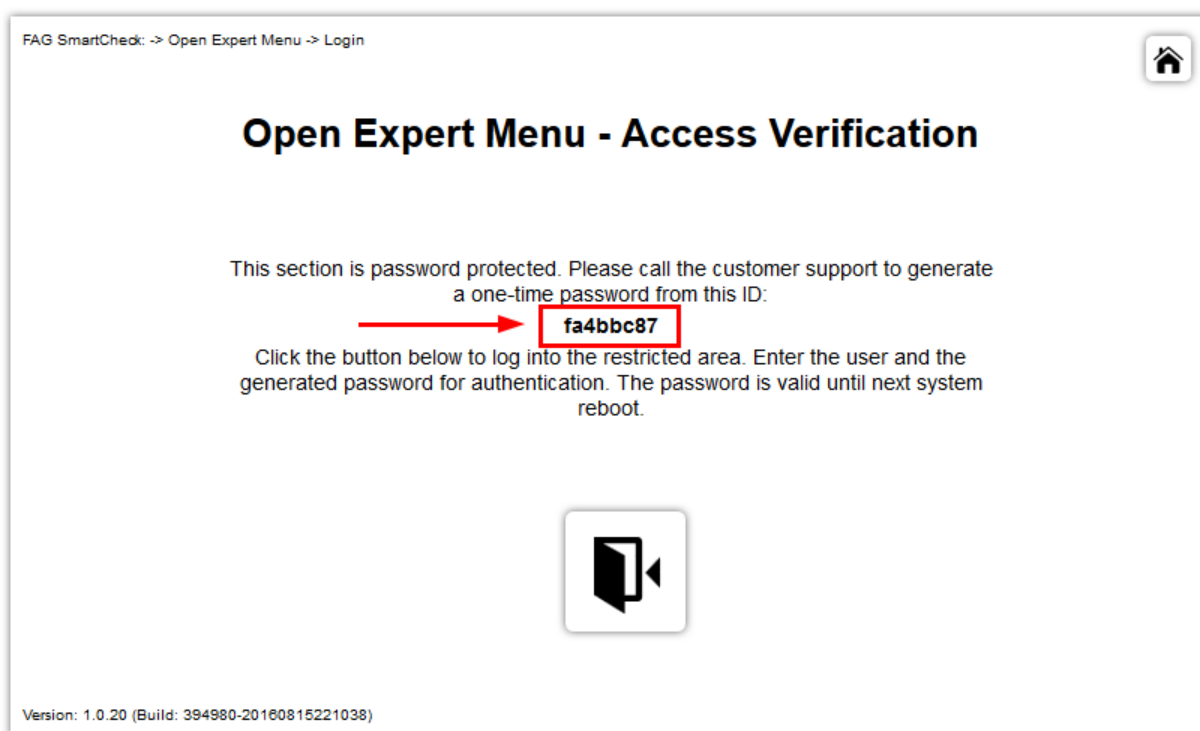 FAG SmartCheck: -> Open Expert Menu -> Login
Open Expert Menu - Access Verification
This section is password protected. Please call the customer support to generate
a one-time password from this ID:
fa4bbc87
Click the button below to log into the restricted area. Enter the user and the
generated password for authentication. The password is valid until next system
reboot.
Version: 1.0.20 (Build: 394980-20160815221038)